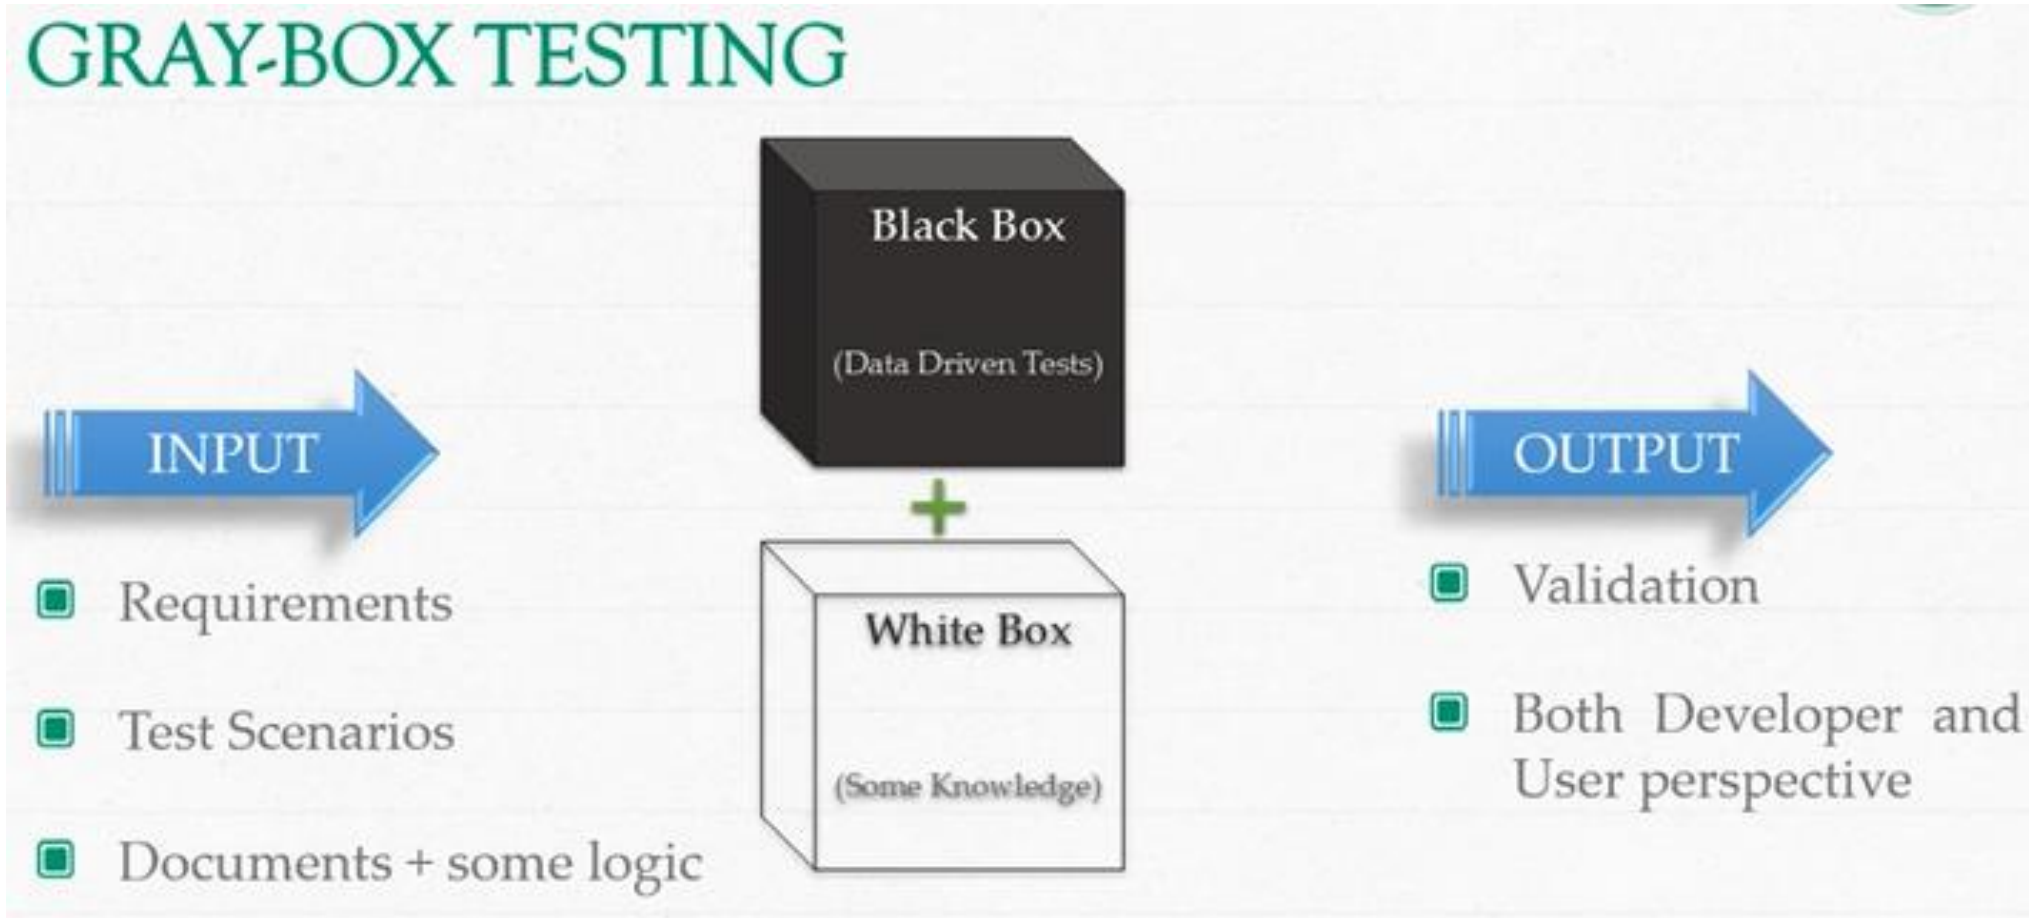 GRAY-BOX TESTING
Black Box
(Data Driven Tests)
INPUT
OUTPUT
White Box
(Some Knowledge)
Requirements
Test Scenarios
Documents + some logic
Validation
Both Developer and
User perspective